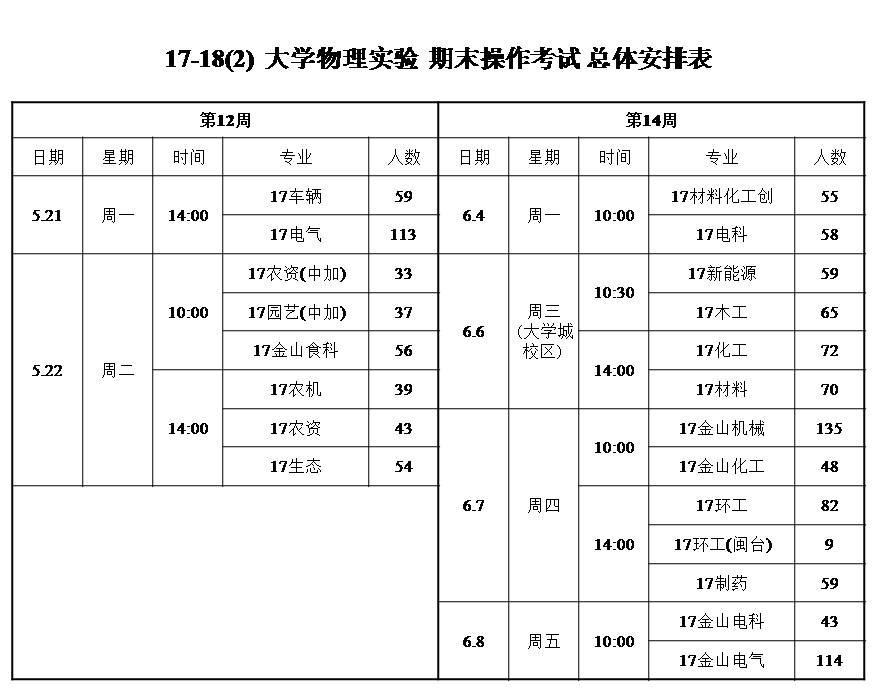 17-18(2) 大学物理实验 期末操作考试 总体安排表
第12周 第14周
日期 星期 时间 专业 人数 日期 星期 时间 专业 人数
5.21 周一 14:00 17车辆 59 6.4 周一 10:00 17材料化工创 55
17电气 113 17电科 58
5.22 周二 10:00 17农资(中加) 33 6.6 周三 10:30 17新能源 59
(大学城
校区)
17园艺(中加) 37 17木工 65
17金山食科 56 14:00 17化工 72
14:00 17农机 39 17材料 70
17农资 43 6.7 周四 10:00 17金山机械 135
17生态 54 17金山化工 48
14:00 17环工 82
17环工(闽台) 9
17制药 59
6.8 周五 10:00 17金山电科 43
17金山电气 114